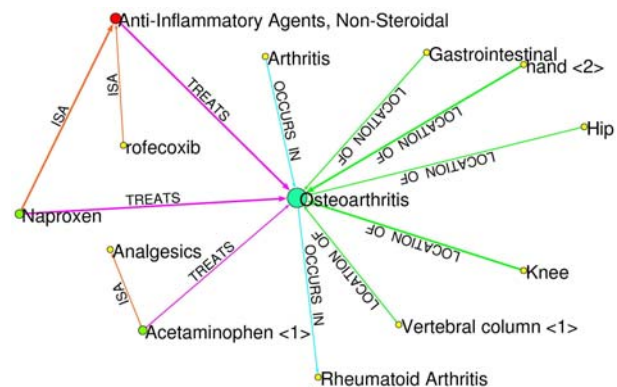 Anti-Inflammatory Agents, Non-Steroidal
Arthritis
Gastrointestinal
hand <2>
ISA
ISA
TREATS
OCCURS IN
LOCATION OF
LOCATION OF
Hip
rofecoxib
LOCATION OF
TREATS
Osteoarthritis
Naproxen
Analgesics
TREATS
LOCATION OF
LOCATION OF
Knee
ISA
OCCURS IN
Acetaminophen <1>
Vertebral column <1>
Rheumatoid Arthritis